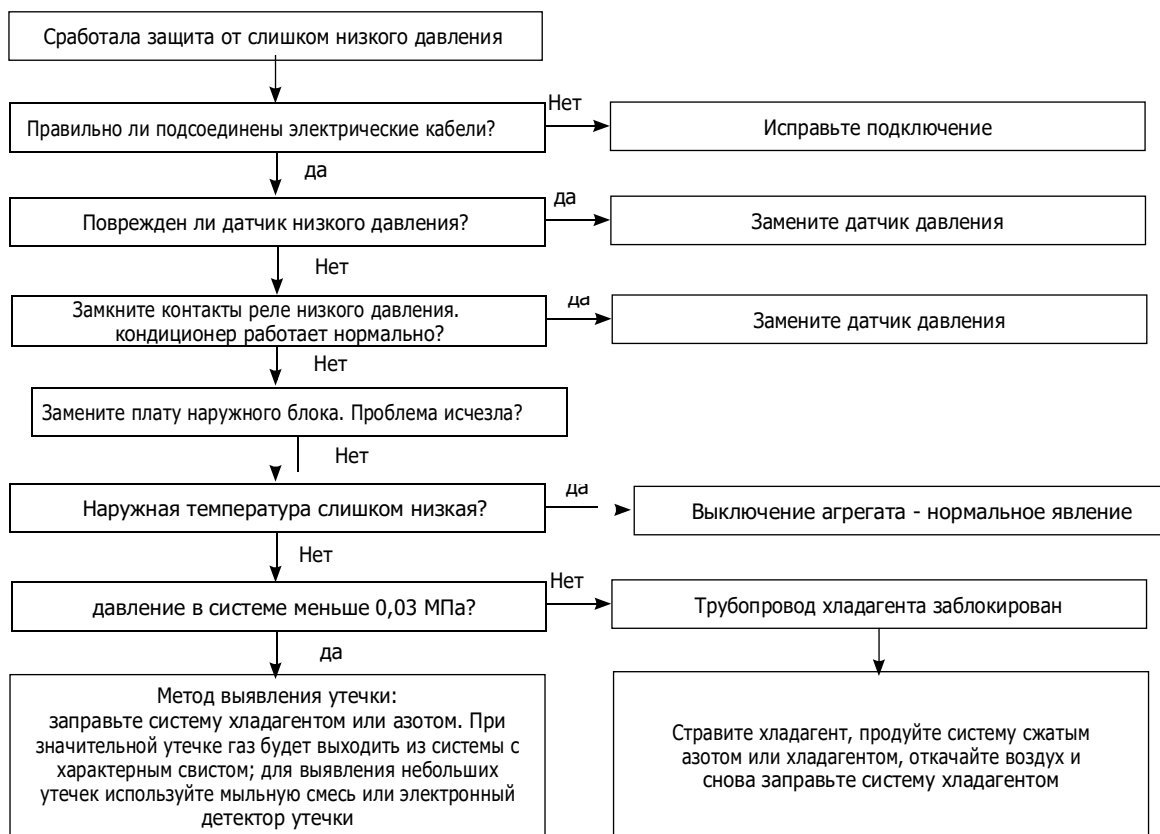 Сработала защита от слишком низкого давления
Нет
Правильно ли подсоединены электрические кабели?
Исправьте подключение
да
да
Поврежден ли датчик низкого давления?
Замените датчик давления
Нет
да
Замкните контакты реле низкого давления.
кондиционер работает нормально?
Замените датчик давления
Нет
Замените плату наружного блока. Проблема исчезла?
Нет
да
Наружная температура слишком низкая?
Выключение агрегата - нормальное явление
Нет
Нет
давление в системе меньше 0,03 МПа?
Трубопровод хладагента заблокирован
да
Метод выявления утечки:
заправьте систему хладагентом или азотом. При
значительной утечке газ будет выходить из системы с
характерным свистом; для выявления небольших
утечек используйте мыльную смесь или электронный
детектор утечки
Стравите хладагент, продуйте систему сжатым
азотом или хладагентом, откачайте воздух и
снова заправьте систему хладагентом